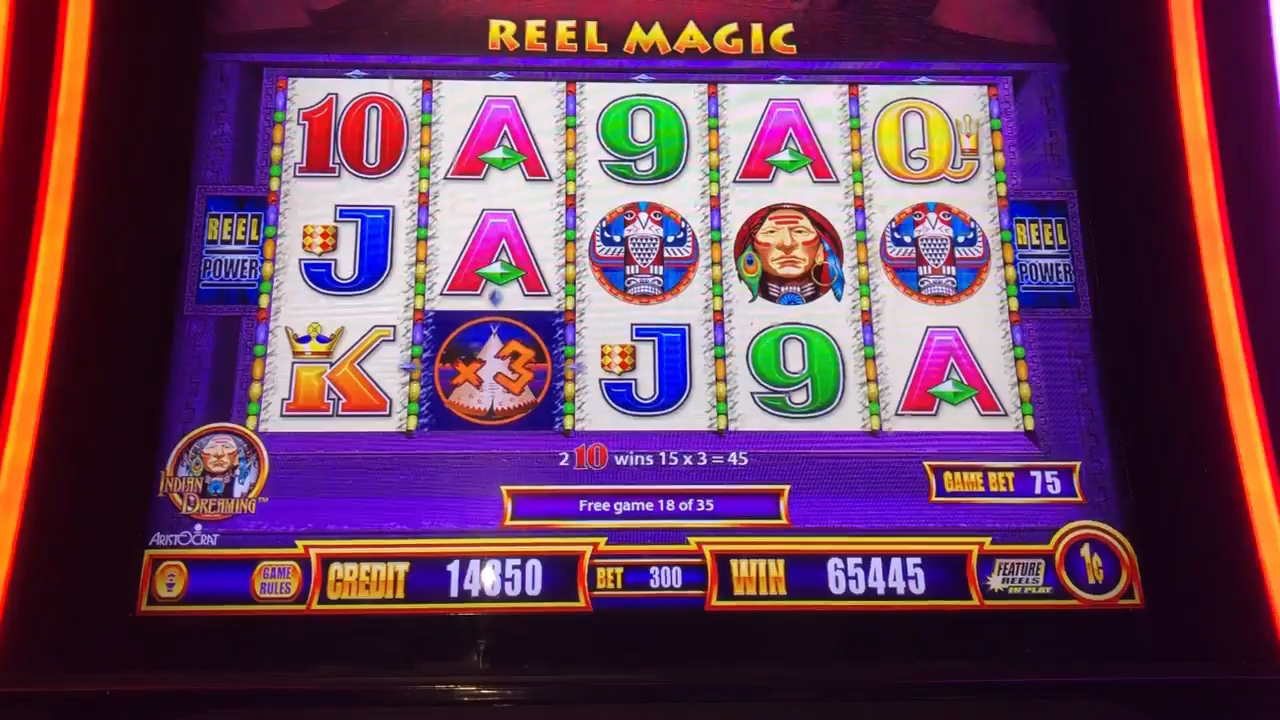 REEL MAGIC
10 A 9 A Q
J A
REEL
POWER
REEL
POWER
K x3 J 9 A
2 10 wins 15 x 3 = 45
INDIAN
DREAMING™
GAME BET 75
Free game 18 of 35
ARISTOCRAT
GAME
RULES
CREDIT 14350
BET 300
WIN 65445
FEATURE
REELS
IN PLAY
1¢